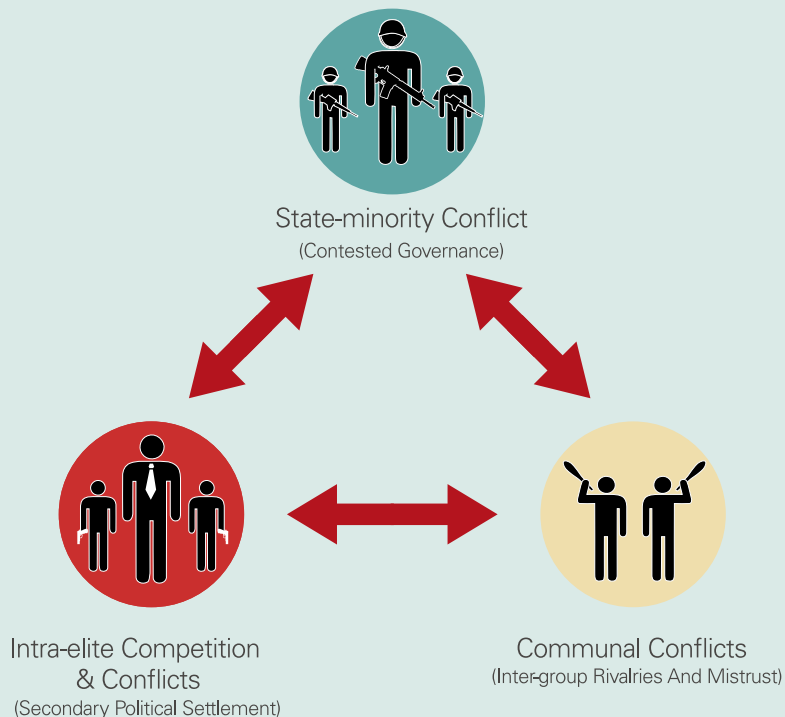 State-minority Conflict
(Contested Governance)
Intra-elite Competition
& Conflicts
(Secondary Political Settlement)
Communal Conflicts
(Inter-group Rivalries And Mistrust)